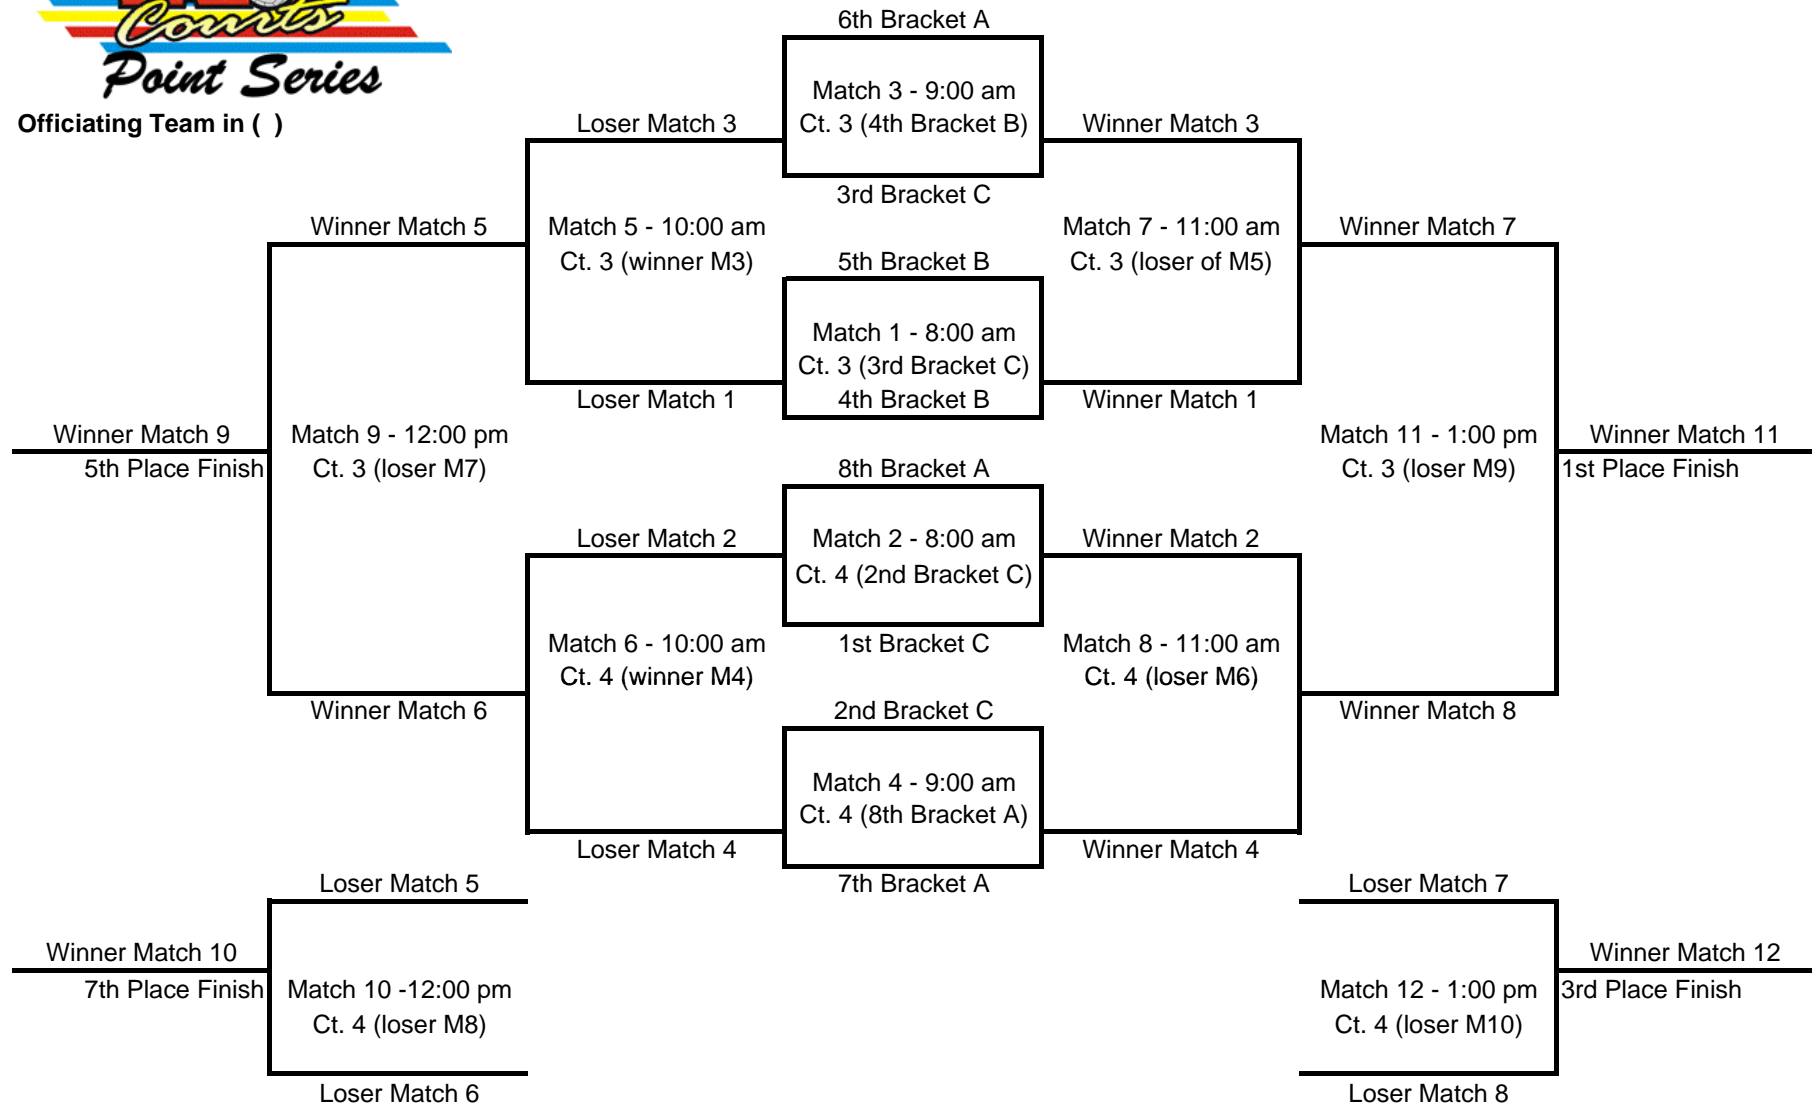 Courts
Point Series
Officiating Team in (  )
6th Bracket A
Match 3 - 9:00 am
Loser Match 3
Ct. 3 (4th Bracket B)
Winner Match 3
3rd Bracket C
Winner Match 5
Match 5 - 10:00 am
Match 7 - 11:00 am
Winner Match 7
Ct. 3 (winner M3)
5th Bracket B
Ct. 3 (loser of M5)
Match 1 - 8:00 am
Ct. 3 (3rd Bracket C)
Loser Match 1
4th Bracket B
Winner Match 1
Winner Match 9
Match 9 - 12:00 pm
Match 11 - 1:00 pm
Winner Match 11
5th Place Finish
Ct. 3 (loser M7)
8th Bracket A
Ct. 3 (loser M9)
1st Place Finish
Loser Match 2
Match 2 - 8:00 am
Winner Match 2
Ct. 4 (2nd Bracket C)
Match 6 - 10:00 am
1st Bracket C
Match 8 - 11:00 am
Ct. 4 (winner M4)
Ct. 4 (loser M6)
Winner Match 6
2nd Bracket C
Winner Match 8
Match 4 - 9:00 am
Ct. 4 (8th Bracket A)
Loser Match 4
Winner Match 4
Loser Match 5
7th Bracket A
Loser Match 7
Winner Match 10
Winner Match 12
7th Place Finish
Match 10 -12:00 pm
Match 12 - 1:00 pm
3rd Place Finish
Ct. 4 (loser M8)
Ct. 4 (loser M10)
Loser Match 6
Loser Match 8